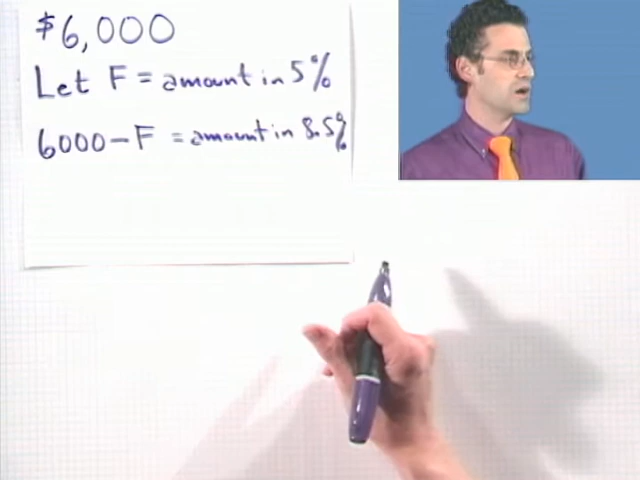 $6,000
Let F = amount in 5%
6000 - F = amount in 8.5%